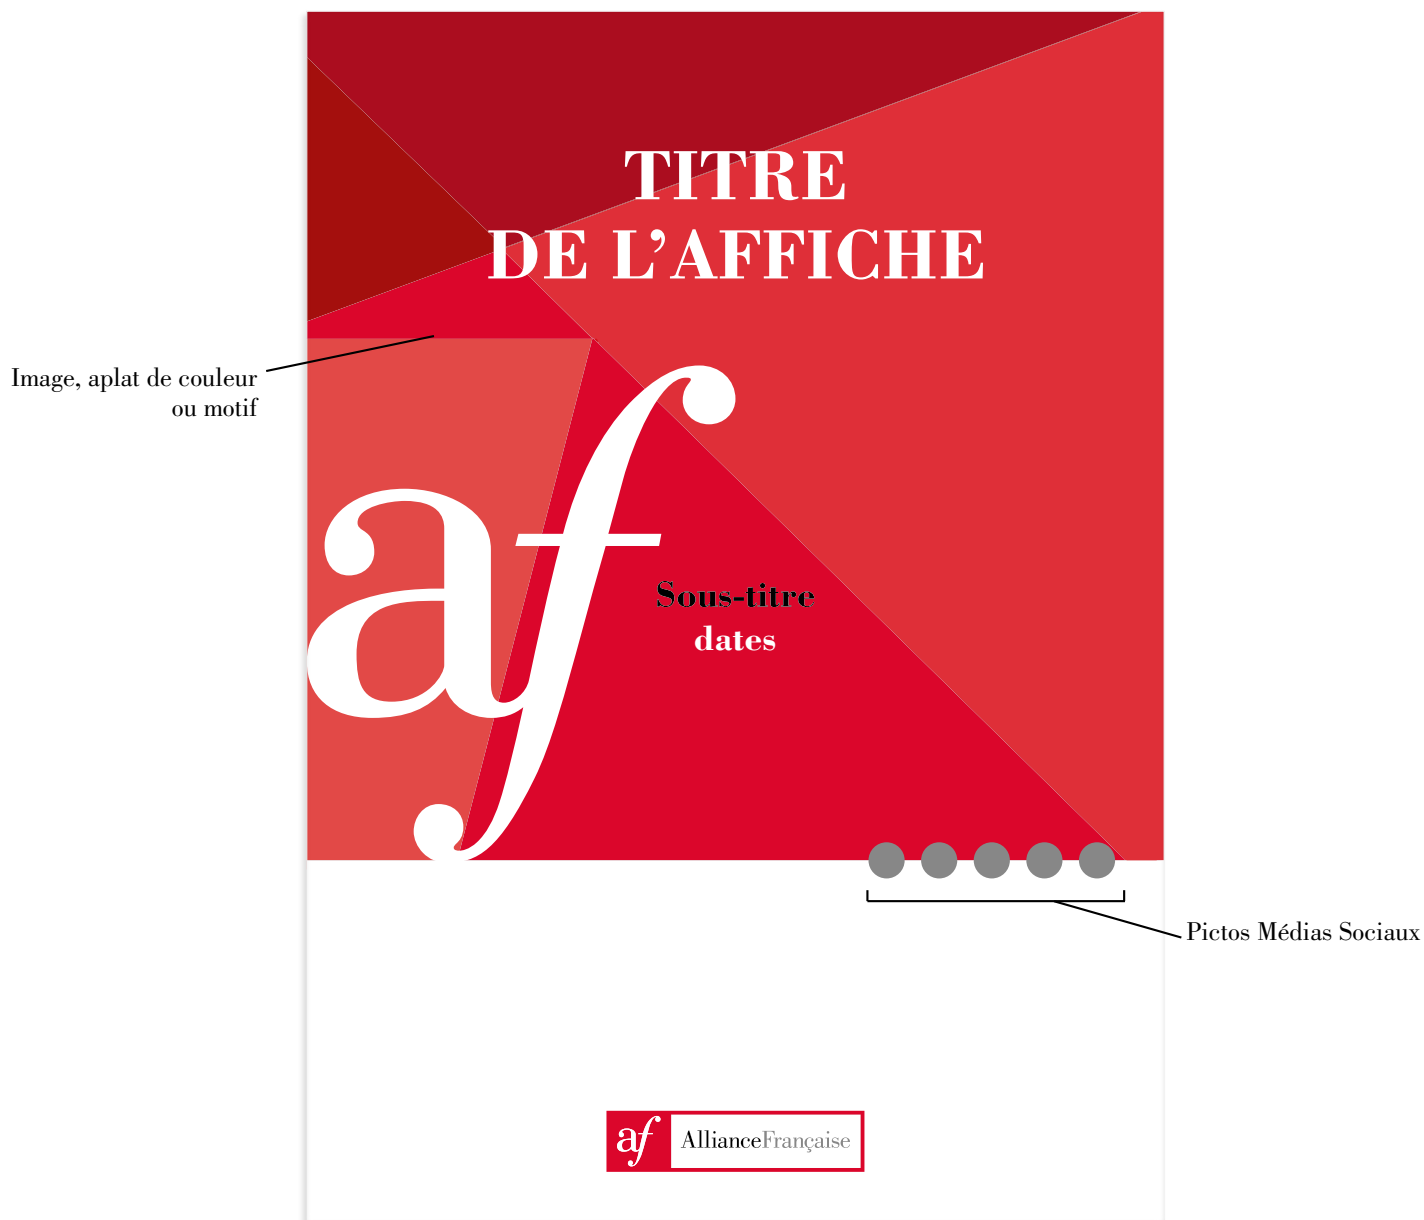 TITRE
DE L’AFFICHE
Image, aplat de couleur
ou motif
af
Sous-titre
dates
Pictos Médias Sociaux
af AllianceFrançaise